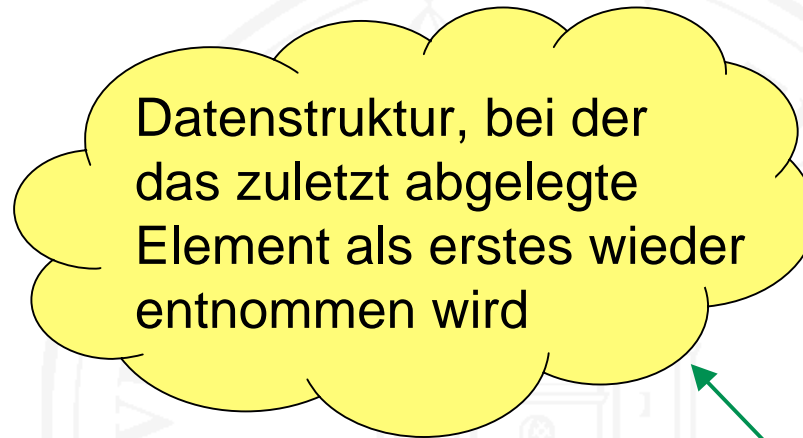 Datenstruktur, bei der
das zuletzt abgelegte
Element als erstes wieder
entnommen wird